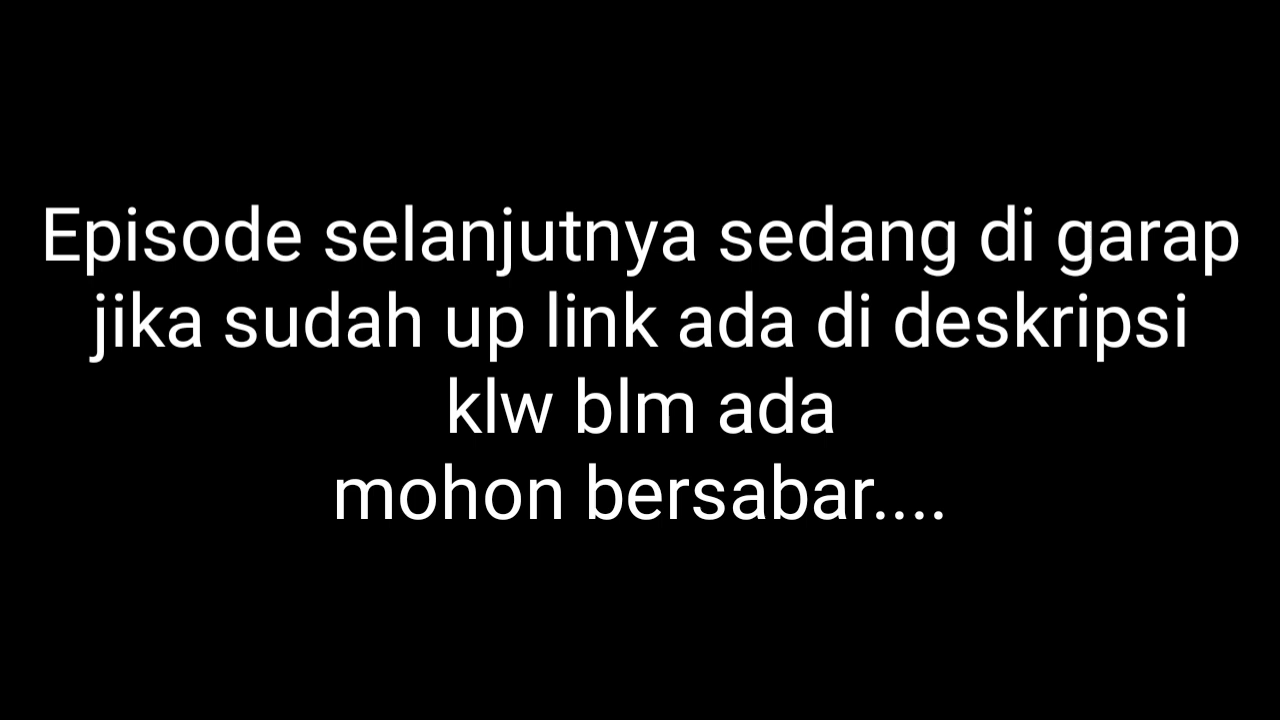 Episode selanjutnya sedang di garap
jika sudah up link ada di deskripsi
klw blm ada
mohon bersabar....